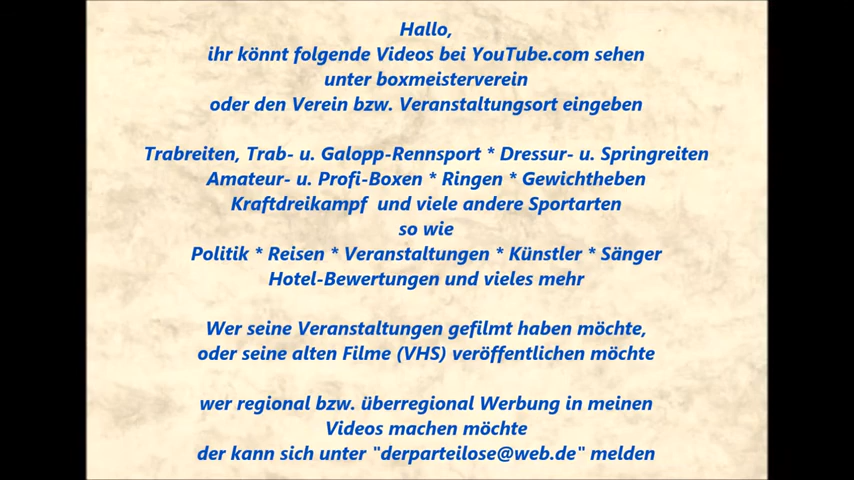 Hallo,
ihr könnt folgende Videos bei YouTube.com sehen
unter boxmeisterverein
oder den Verein bzw. Veranstaltungsort eingeben
Trabreiten, Trab- u. Galopp-Rennsport * Dressur- u. Springreiten
Amateur- u. Profi-Boxen * Ringen * Gewichtheben
Kraftdreikampf und viele andere Sportarten
so wie
Politik * Reisen * Veranstaltungen * Künstler * Sänger
Hotel-Bewertungen und vieles mehr
Wer seine Veranstaltungen gefilmt haben möchte,
oder seine alten Filme (VHS) veröffentlichen möchte
wer regional bzw. überregional Werbung in meinen
Videos machen möchte
der kann sich unter "derparteilose@web.de" melden